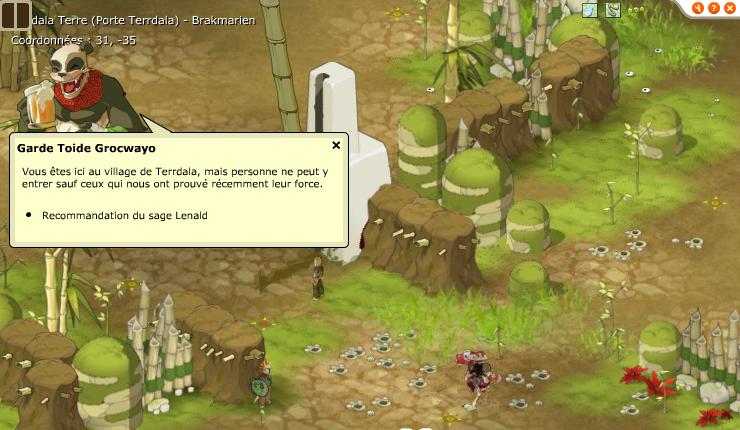 dala Terre (Porte Terrdala) - Brakmarien
Coordonnées : 31, -35
Garde Toide Grocwayo
Vous êtes ici au village de Terrdala, mais personne ne peut y
entrer sauf ceux qui nous ont prouvé récemment leur force.
• Recommandation du sage Lenald